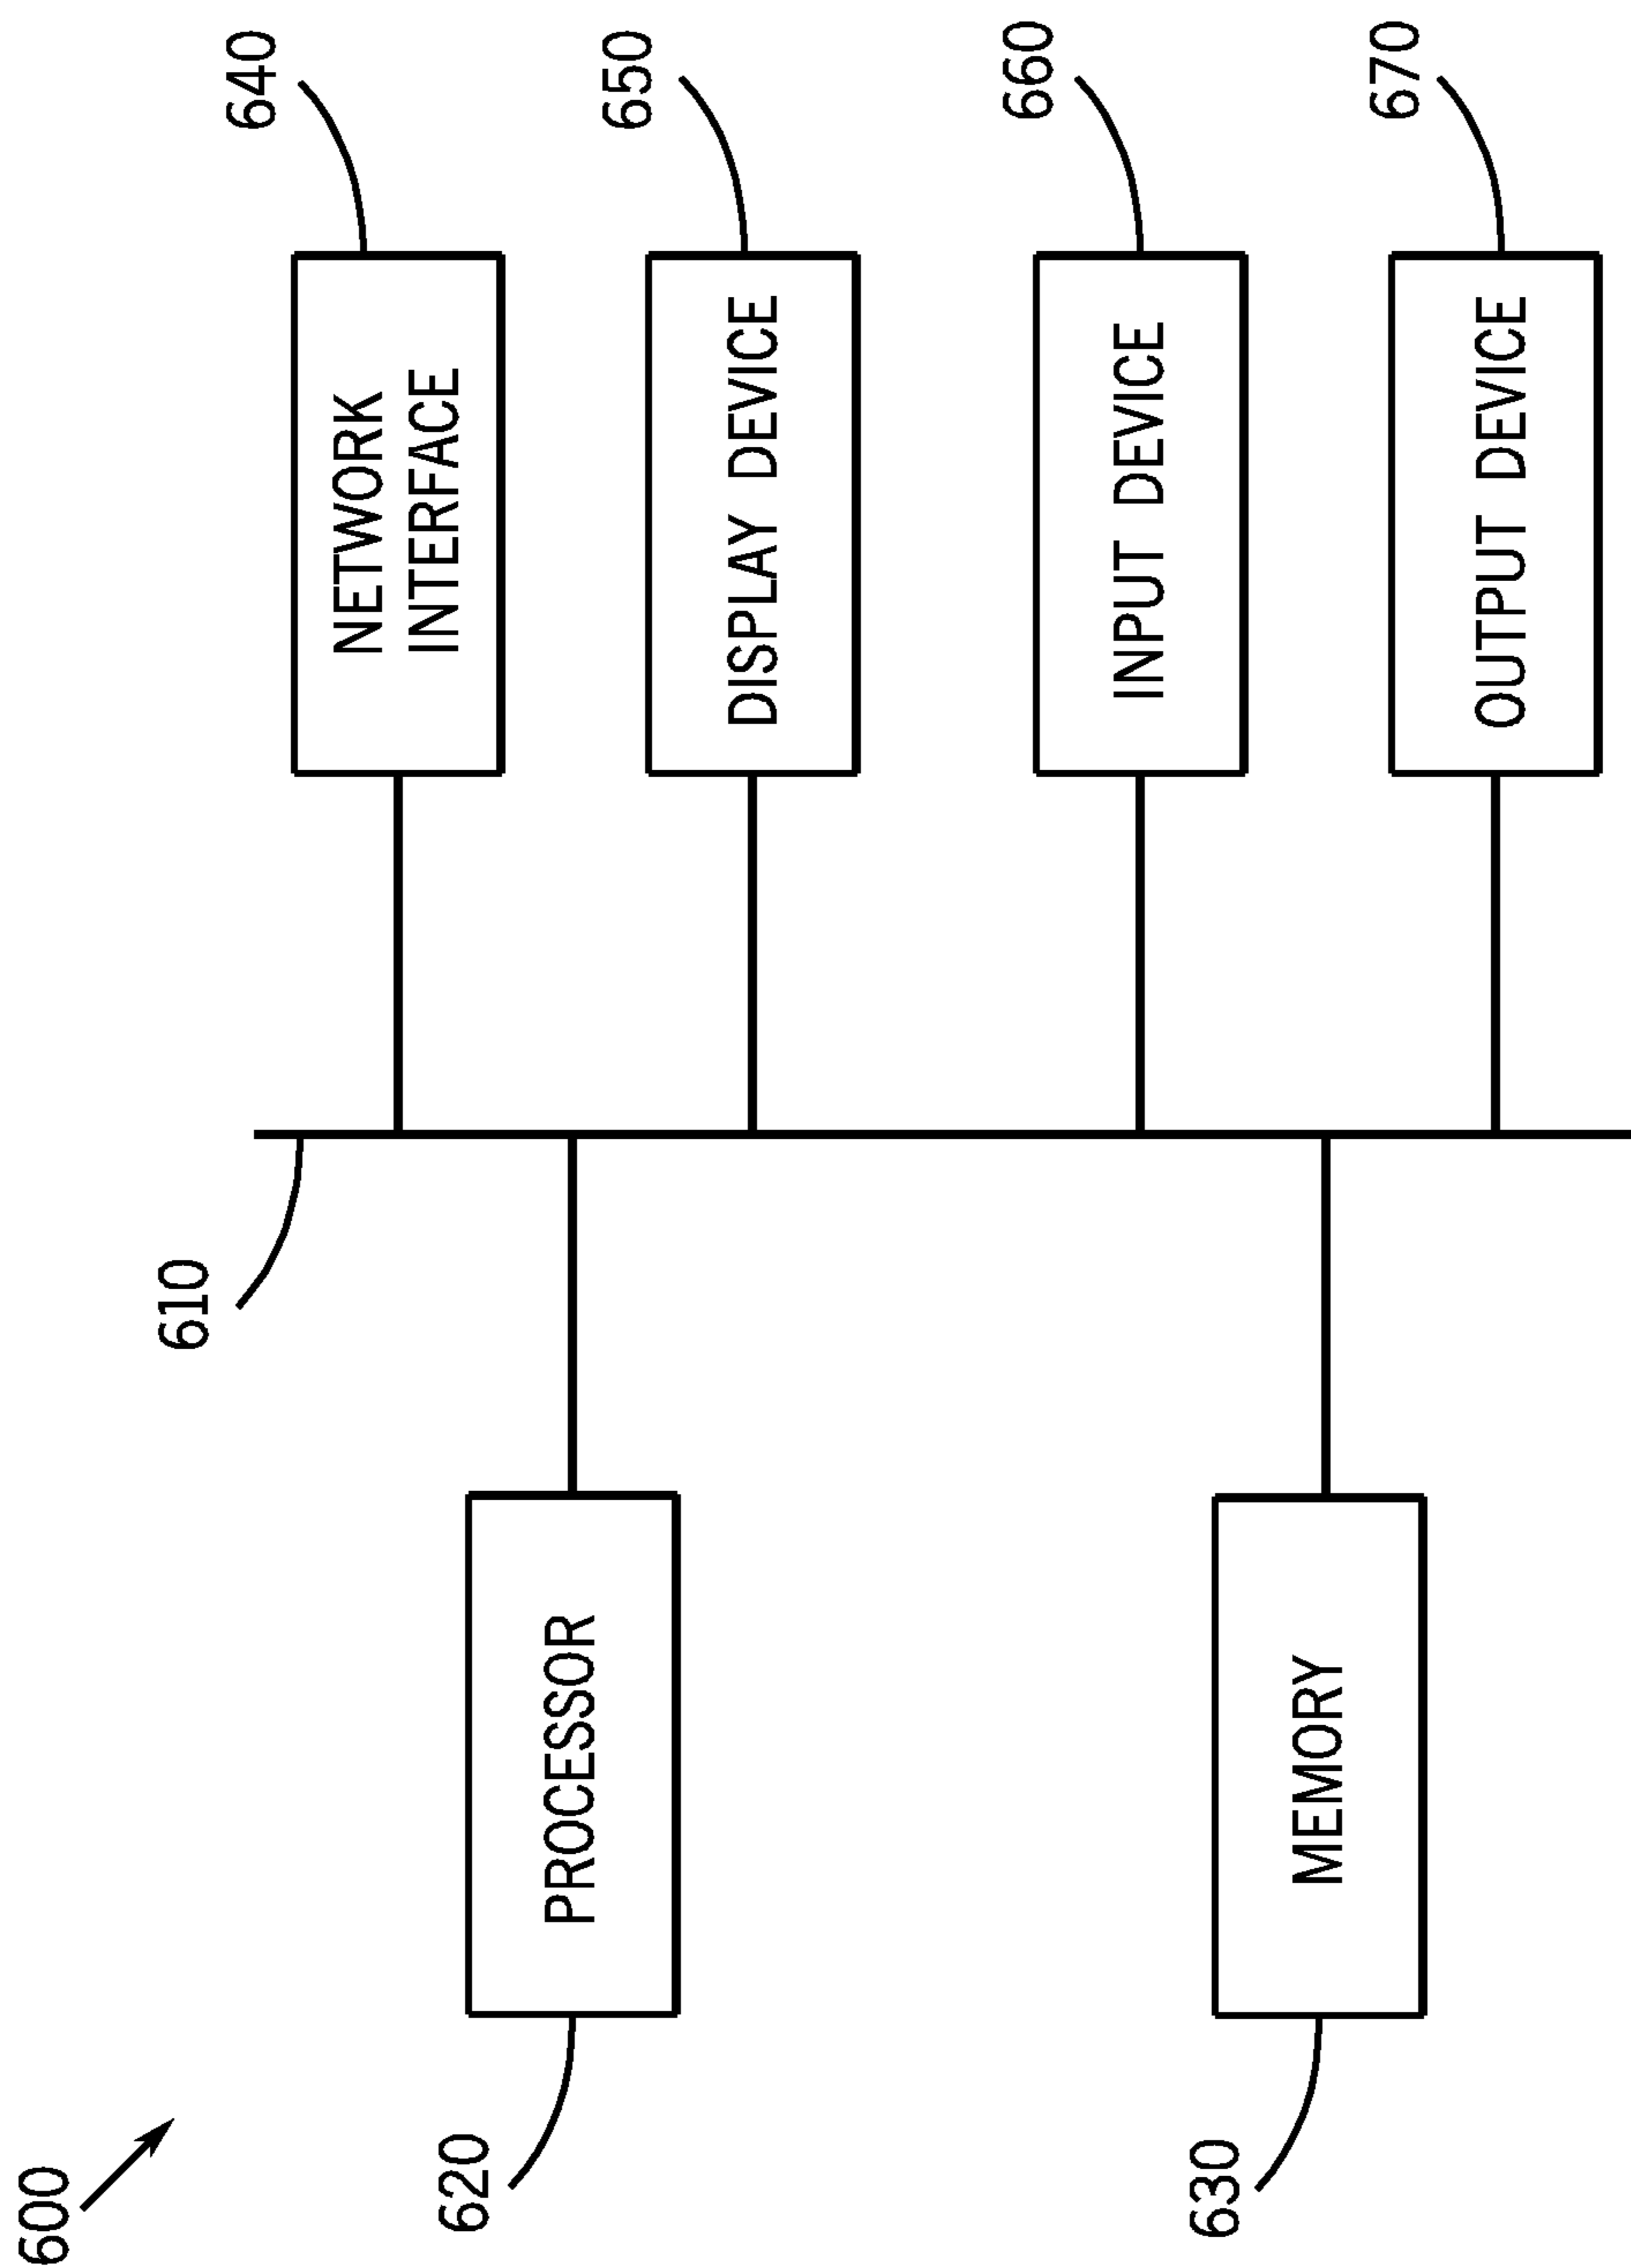 600
610
620
PROCESSOR
630
MEMORY
640
NETWORK
INTERFACE
650
DISPLAY DEVICE
660
INPUT DEVICE
670
OUTPUT DEVICE